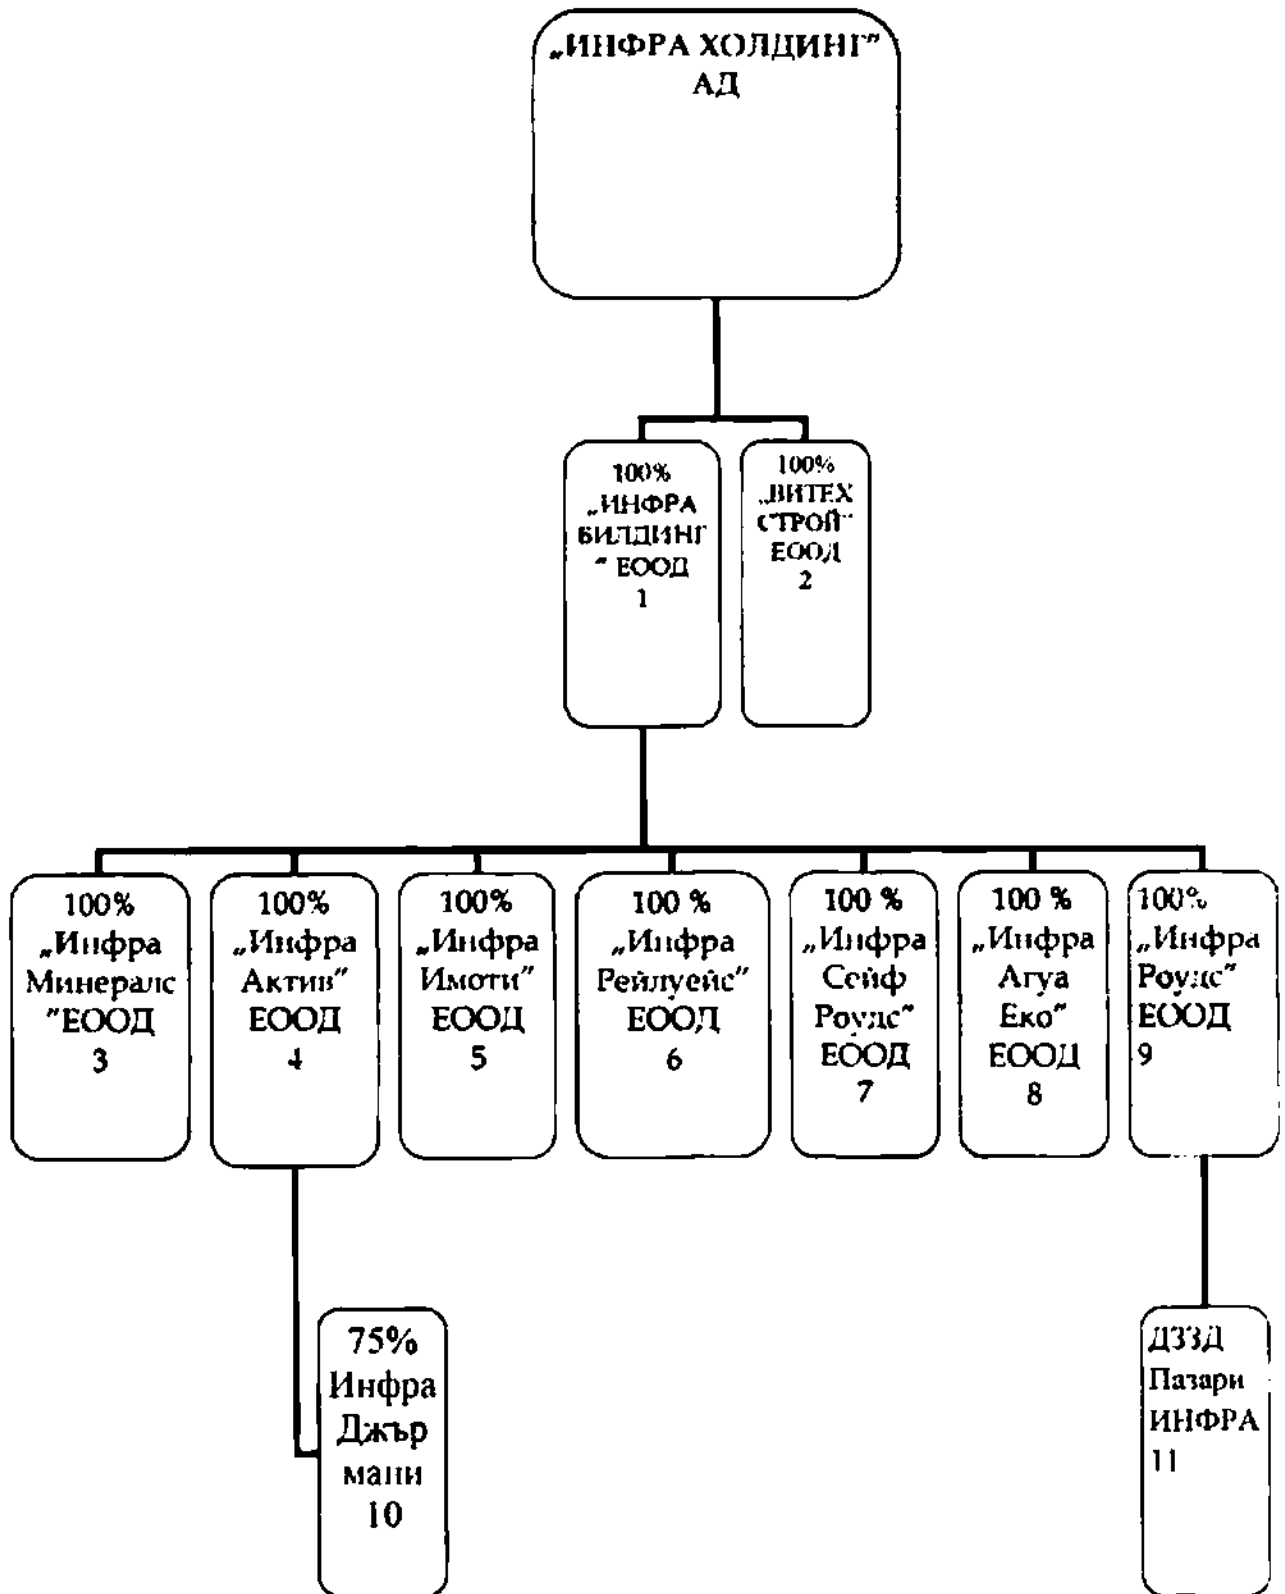 „ИНФРА ХОЛДИНГ”
АД
100%
„ИНФРА
БИЛДИНГ
” ЕООД
1
100%
„ВИТЕХ
СТРОЙ”
ЕООД
2
100%
„Инфра
Минералс
”ЕООД
3
100%
„Инфра
Актив”
ЕООД
4
100%
„Инфра
Имоти”
ЕООД
5
100 %
„Инфра
Рейлуейс”
ЕООД
6
100 %
„Инфра
Сейф
Роудс”
ЕООД
7
100 %
„Инфра
Агуа
Еко”
ЕООД
8
100%
„Инфра
Роудс”
ЕООД
9
75%
Инфра
Джър
мани
10
ДЗЗД
Пазари
ИНФРА
11